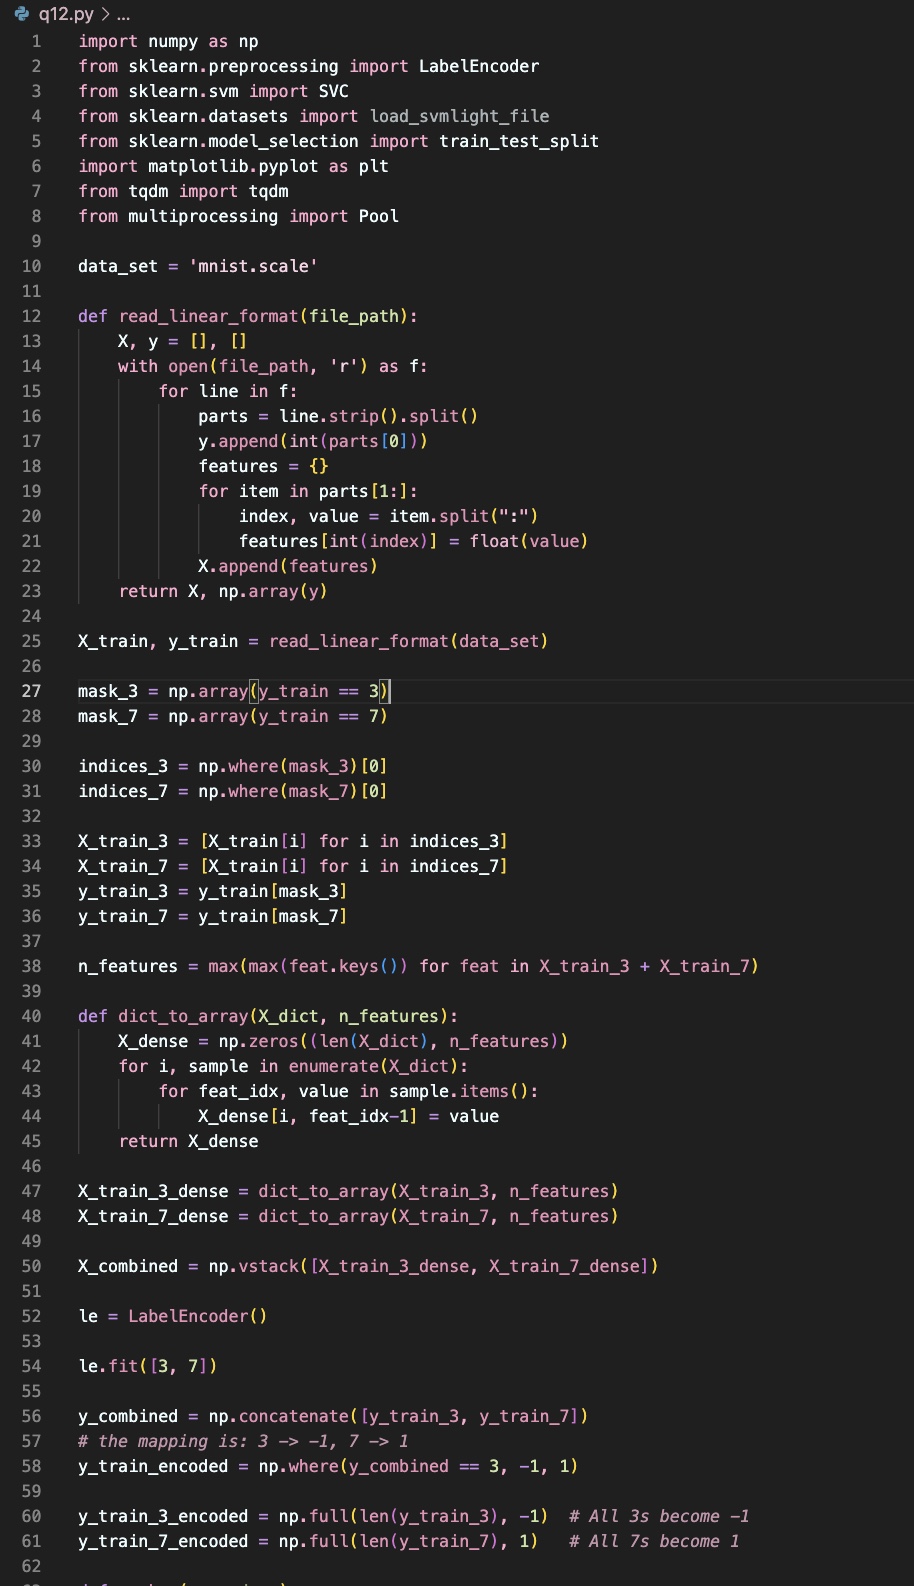 q12.py > ...
1 import numpy as np
2 from sklearn.preprocessing import LabelEncoder
3 from sklearn.svm import SVC
4 from sklearn.datasets import load_svmlight_file
5 from sklearn.model_selection import train_test_split
6 import matplotlib.pyplot as plt
7 from tqdm import tqdm
8 from multiprocessing import Pool
9
10 data_set = 'mnist.scale'
11
12 def read_linear_format(file_path):
13     X, y = [], []
14     with open(file_path, 'r') as f:
15         for line in f:
16             parts = line.strip().split()
17             y.append(int(parts[0]))
18             features = {}
19             for item in parts[1:]:
20                 index, value = item.split(":")
21                 features[int(index)] = float(value)
22             X.append(features)
23     return X, np.array(y)
24
25 X_train, y_train = read_linear_format(data_set)
26
27 mask_3 = np.array(y_train == 3)
28 mask_7 = np.array(y_train == 7)
29
30 indices_3 = np.where(mask_3)[0]
31 indices_7 = np.where(mask_7)[0]
32
33 X_train_3 = [X_train[i] for i in indices_3]
34 X_train_7 = [X_train[i] for i in indices_7]
35 y_train_3 = y_train[mask_3]
36 y_train_7 = y_train[mask_7]
37
38 n_features = max(max(feat.keys()) for feat in X_train_3 + X_train_7)
39
40 def dict_to_array(X_dict, n_features):
41     X_dense = np.zeros((len(X_dict), n_features))
42     for i, sample in enumerate(X_dict):
43         for feat_idx, value in sample.items():
44             X_dense[i, feat_idx-1] = value
45     return X_dense
46
47 X_train_3_dense = dict_to_array(X_train_3, n_features)
48 X_train_7_dense = dict_to_array(X_train_7, n_features)
49
50 X_combined = np.vstack([X_train_3_dense, X_train_7_dense])
51
52 le = LabelEncoder()
53
54 le.fit([3, 7])
55
56 y_combined = np.concatenate([y_train_3, y_train_7])
57 # the mapping is: 3 -> -1, 7 -> 1
58 y_train_encoded = np.where(y_combined == 3, -1, 1)
59
60 y_train_3_encoded = np.full(len(y_train_3), -1)  # All 3s become -1
61 y_train_7_encoded = np.full(len(y_train_7), 1)   # All 7s become 1
62